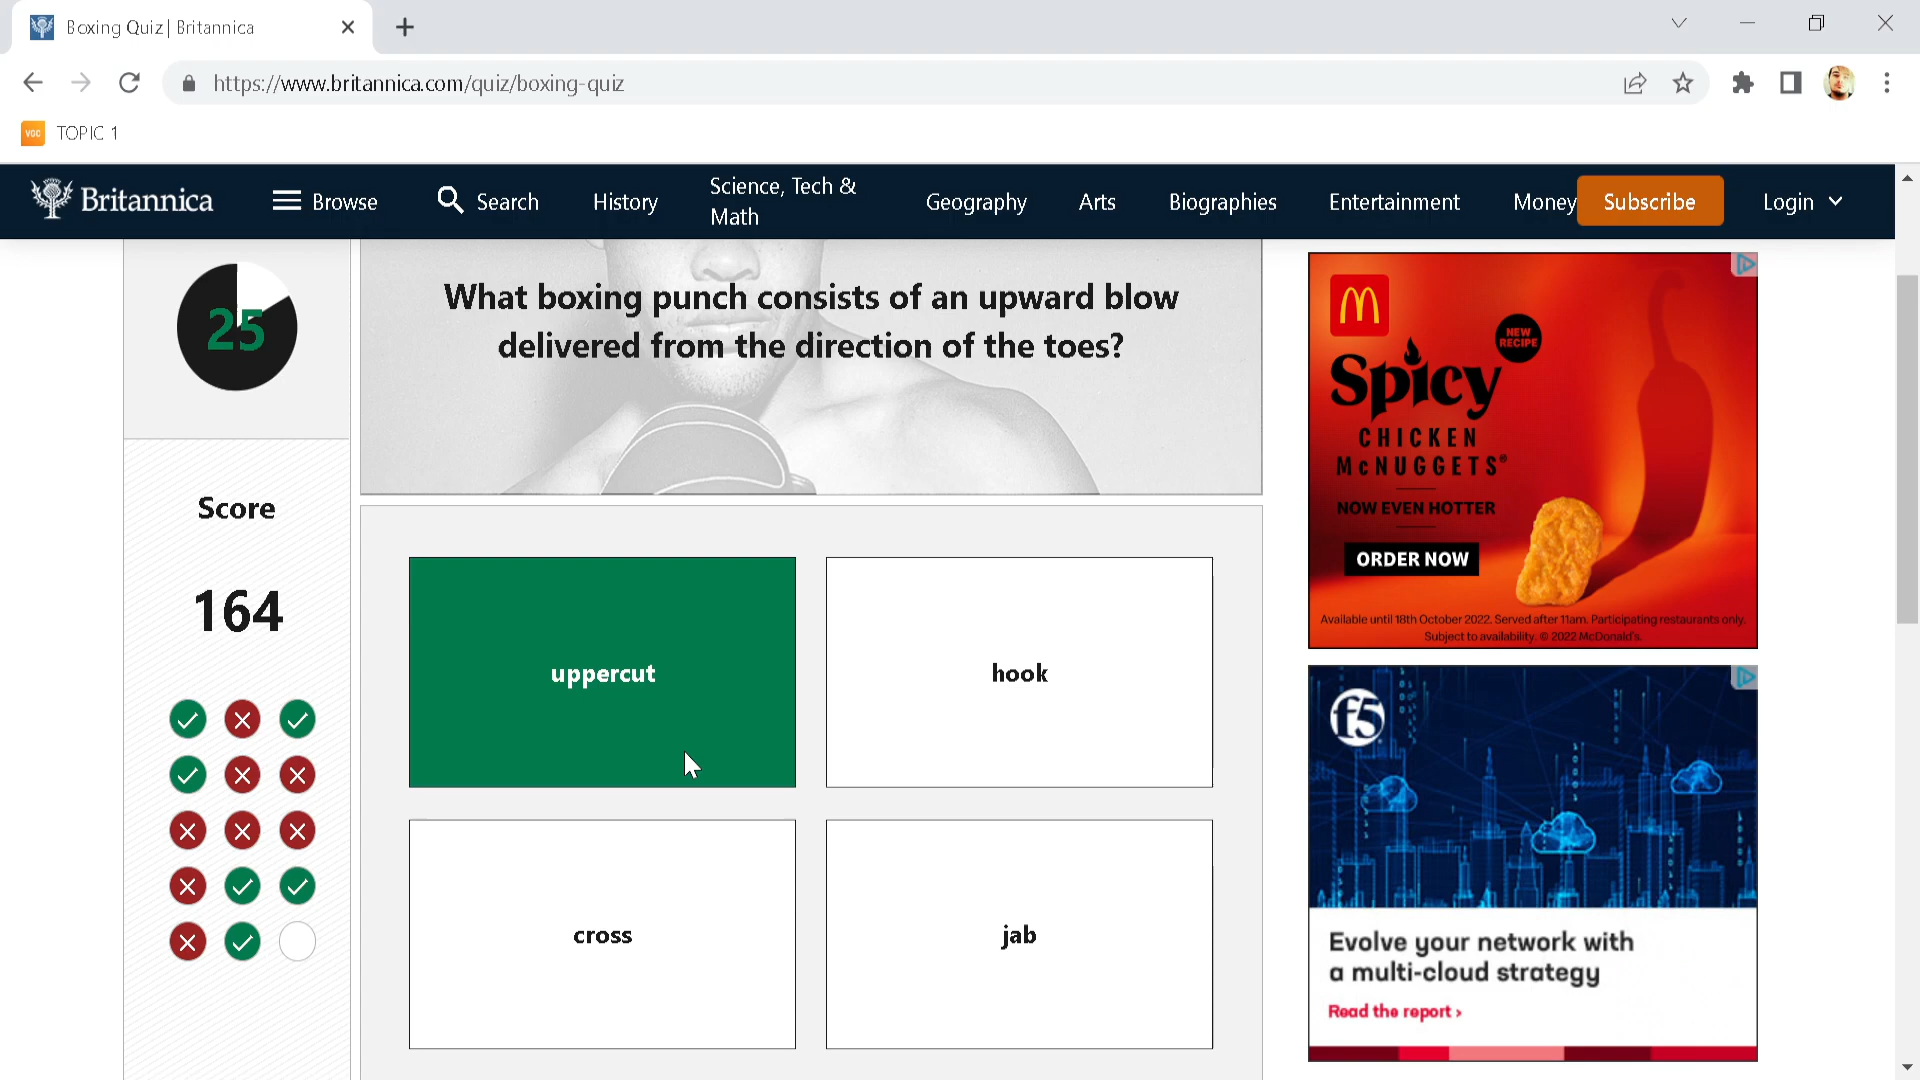 Boxing Quiz | Britannica
https://www.britannica.com/quiz/boxing-quiz
VGC TOPIC 1
Britannica
Browse
Search
History
Science, Tech &
Math
Geography
Arts
Biographies
Entertainment
Money
Subscribe
Login
25
What boxing punch consists of an upward blow
delivered from the direction of the toes?
Score
164
uppercut
hook
cross
jab
NEW
RECIPE
Spicy
CHICKEN
McNUGGETS®
NOW EVEN HOTTER
ORDER NOW
Available until 18th October 2022. Served after 11am. Participating restaurants only.
Subject to availability. © 2022 McDonald's.
f5
Evolve your network with
a multi-cloud strategy
Read the report ›